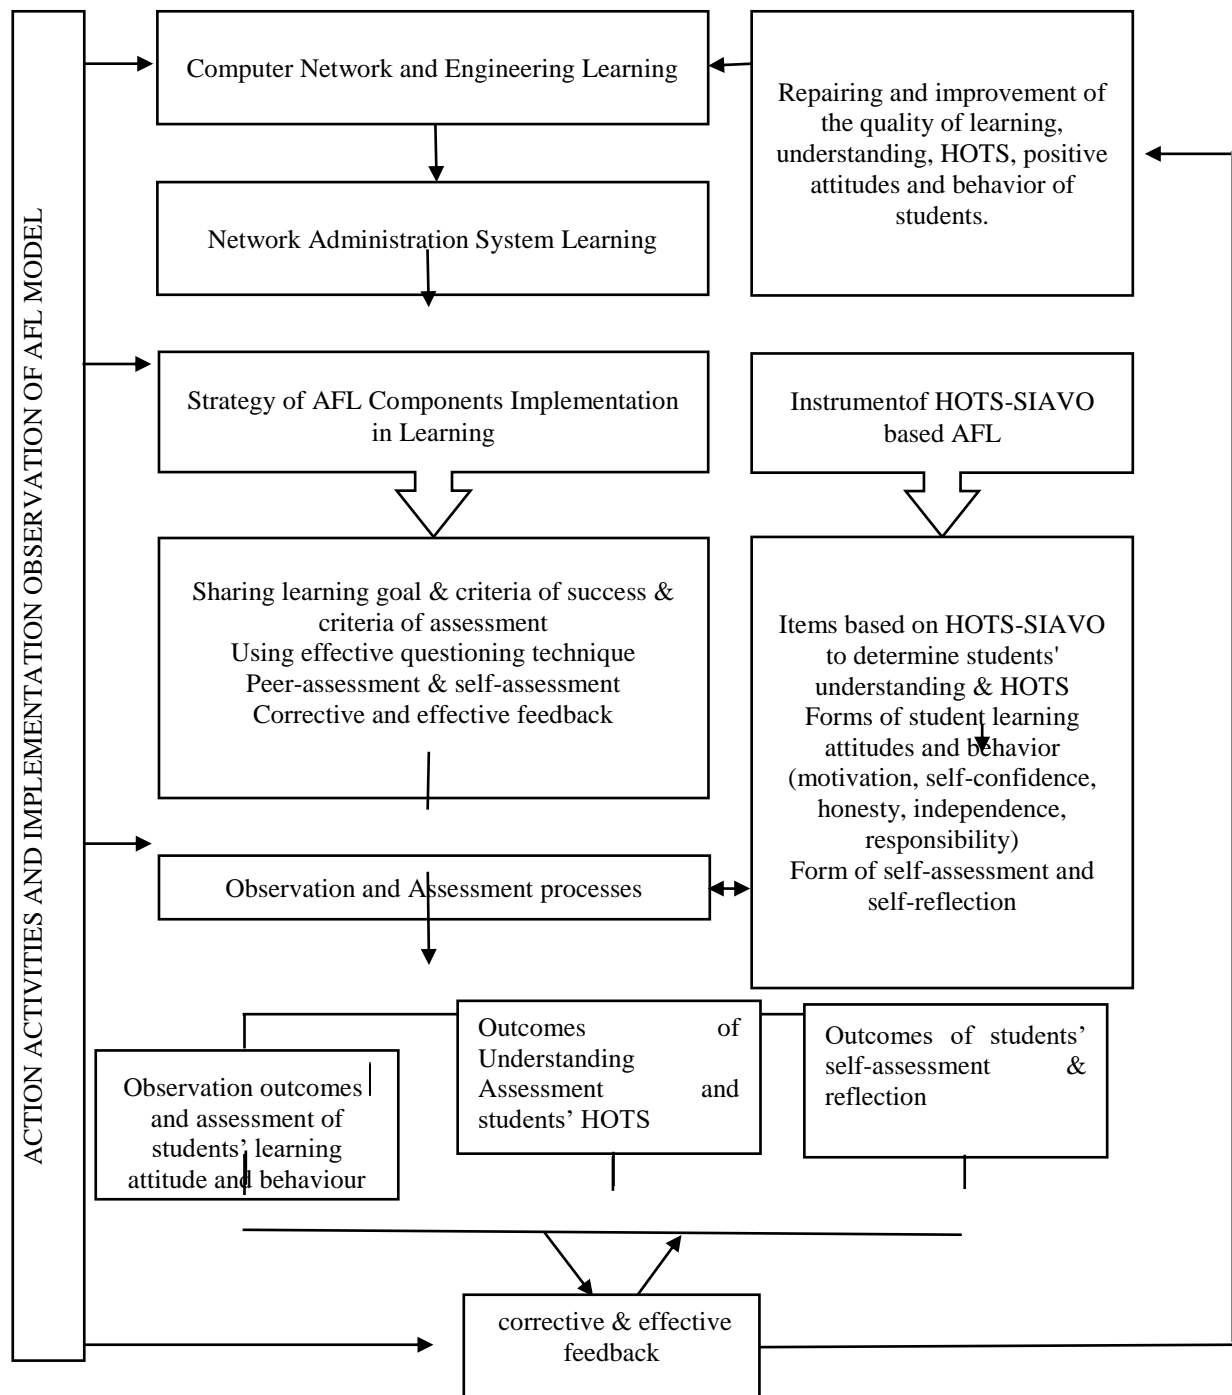 ACTION ACTIVITIES AND IMPLEMENTATION OBSERVATION OF AFL MODEL
Computer Network and Engineering Learning
Repairing and improvement of
the quality of learning,
understanding, HOTS, positive
attitudes and behavior of
students.
Network Administration System Learning
Strategy of AFL Components Implementation
in Learning
Instrumentof HOTS-SIAVO
based AFL
Sharing learning goal & criteria of success &
criteria of assessment
Using effective questioning technique
Peer-assessment & self-assessment
Corrective and effective feedback
Items based on HOTS-SIAVO
to determine students'
understanding & HOTS
Forms of student learning
attitudes and behavior
(motivation, self-confidence,
honesty, independence,
responsibility)
Form of self-assessment and
self-reflection
Observation and Assessment processes
Observation outcomes
and assessment of
students’ learning
attitude and behaviour
Outcomes of
Understanding
Assessment and
students’ HOTS
Outcomes of students’
self-assessment &
reflection
corrective & effective
feedback